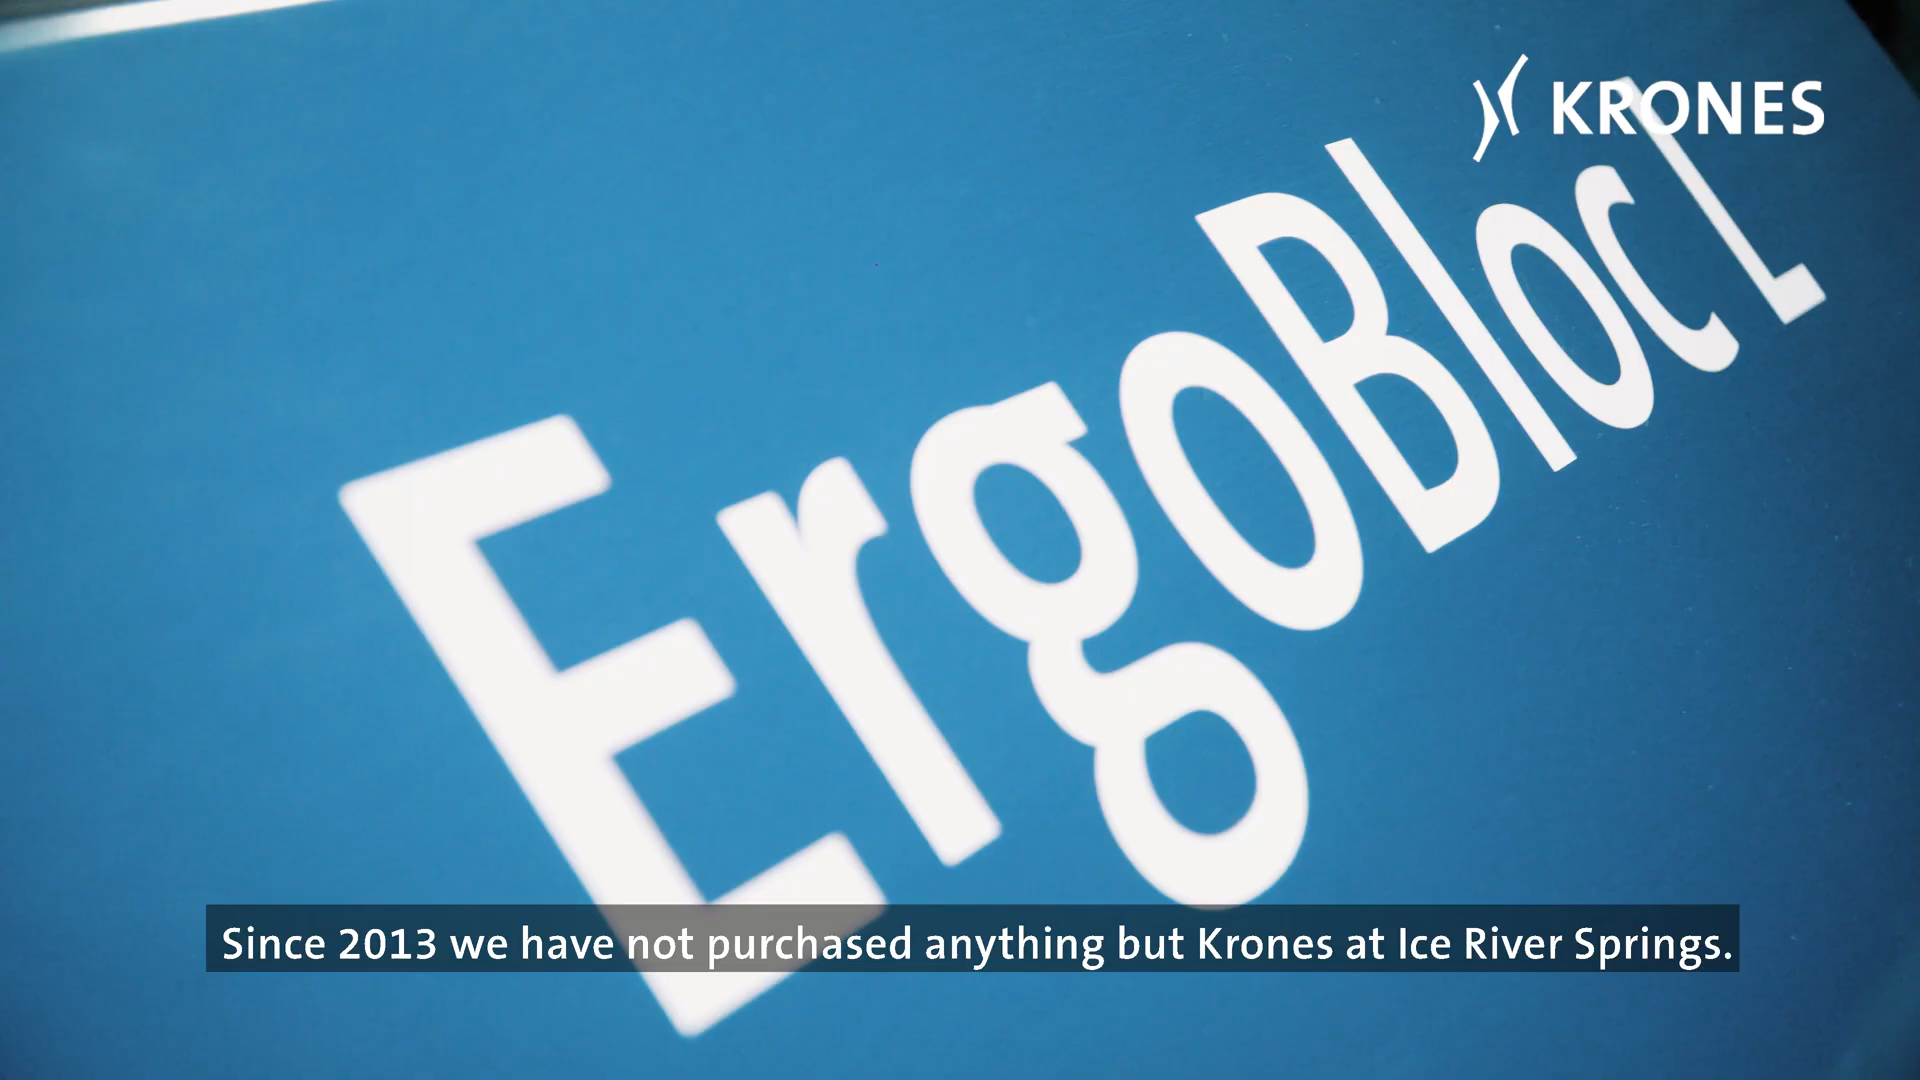 KRONES
ErgoBloc L
Since 2013 we have not purchased anything but Krones at Ice River Springs.